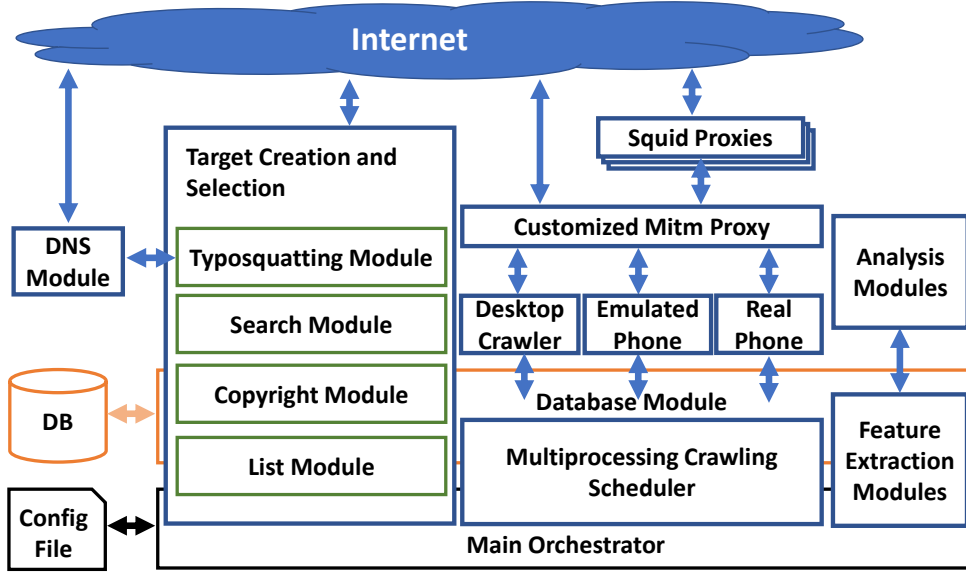 Internet
Squid Proxies
Target Creation and
Selection
Customized Mitm Proxy
DNS
Module
Typosquatting Module
Analysis
Modules
Search Module
Desktop
Crawler
Emulated
Phone
Real
Phone
Copyright Module
Database Module
DB
List Module
Multiprocessing Crawling
Scheduler
Feature
Extraction
Modules
Config
File
Main Orchestrator